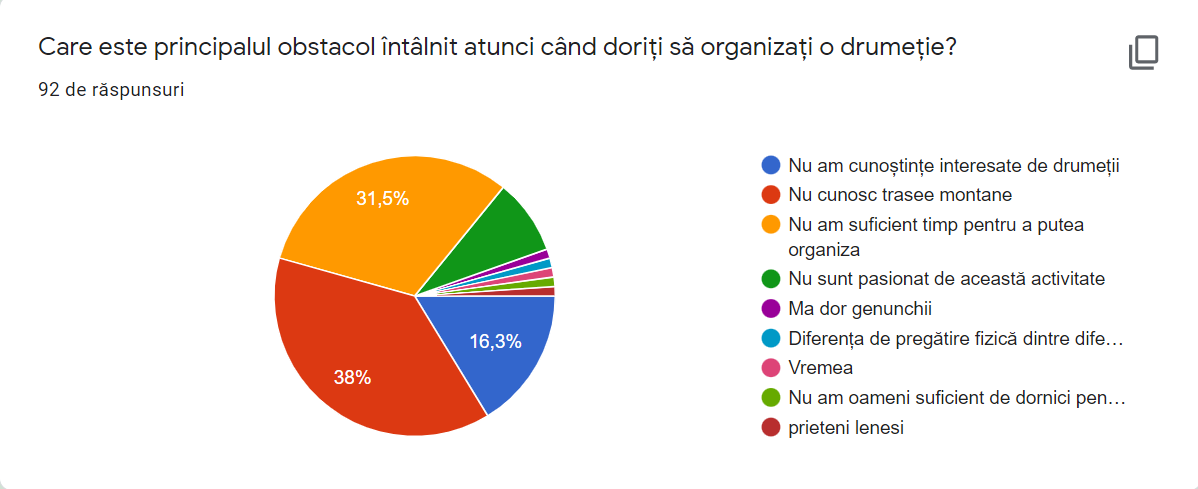 Care este principalul obstacol întâlnit atunci când doriți să organizați o drumeție?
92 de răspunsuri
31,5%
16,3%
38%
Nu am cunoștințe interesate de drumeții
Nu cunosc trasee montane
Nu am suficient timp pentru a putea
organiza
Nu sunt pasionat de această activitate
Ma dor genunchii
Diferența de pregătire fizică dintre dife…
Vremea
Nu am oameni suficient de dornici pen…
prieteni lenesi